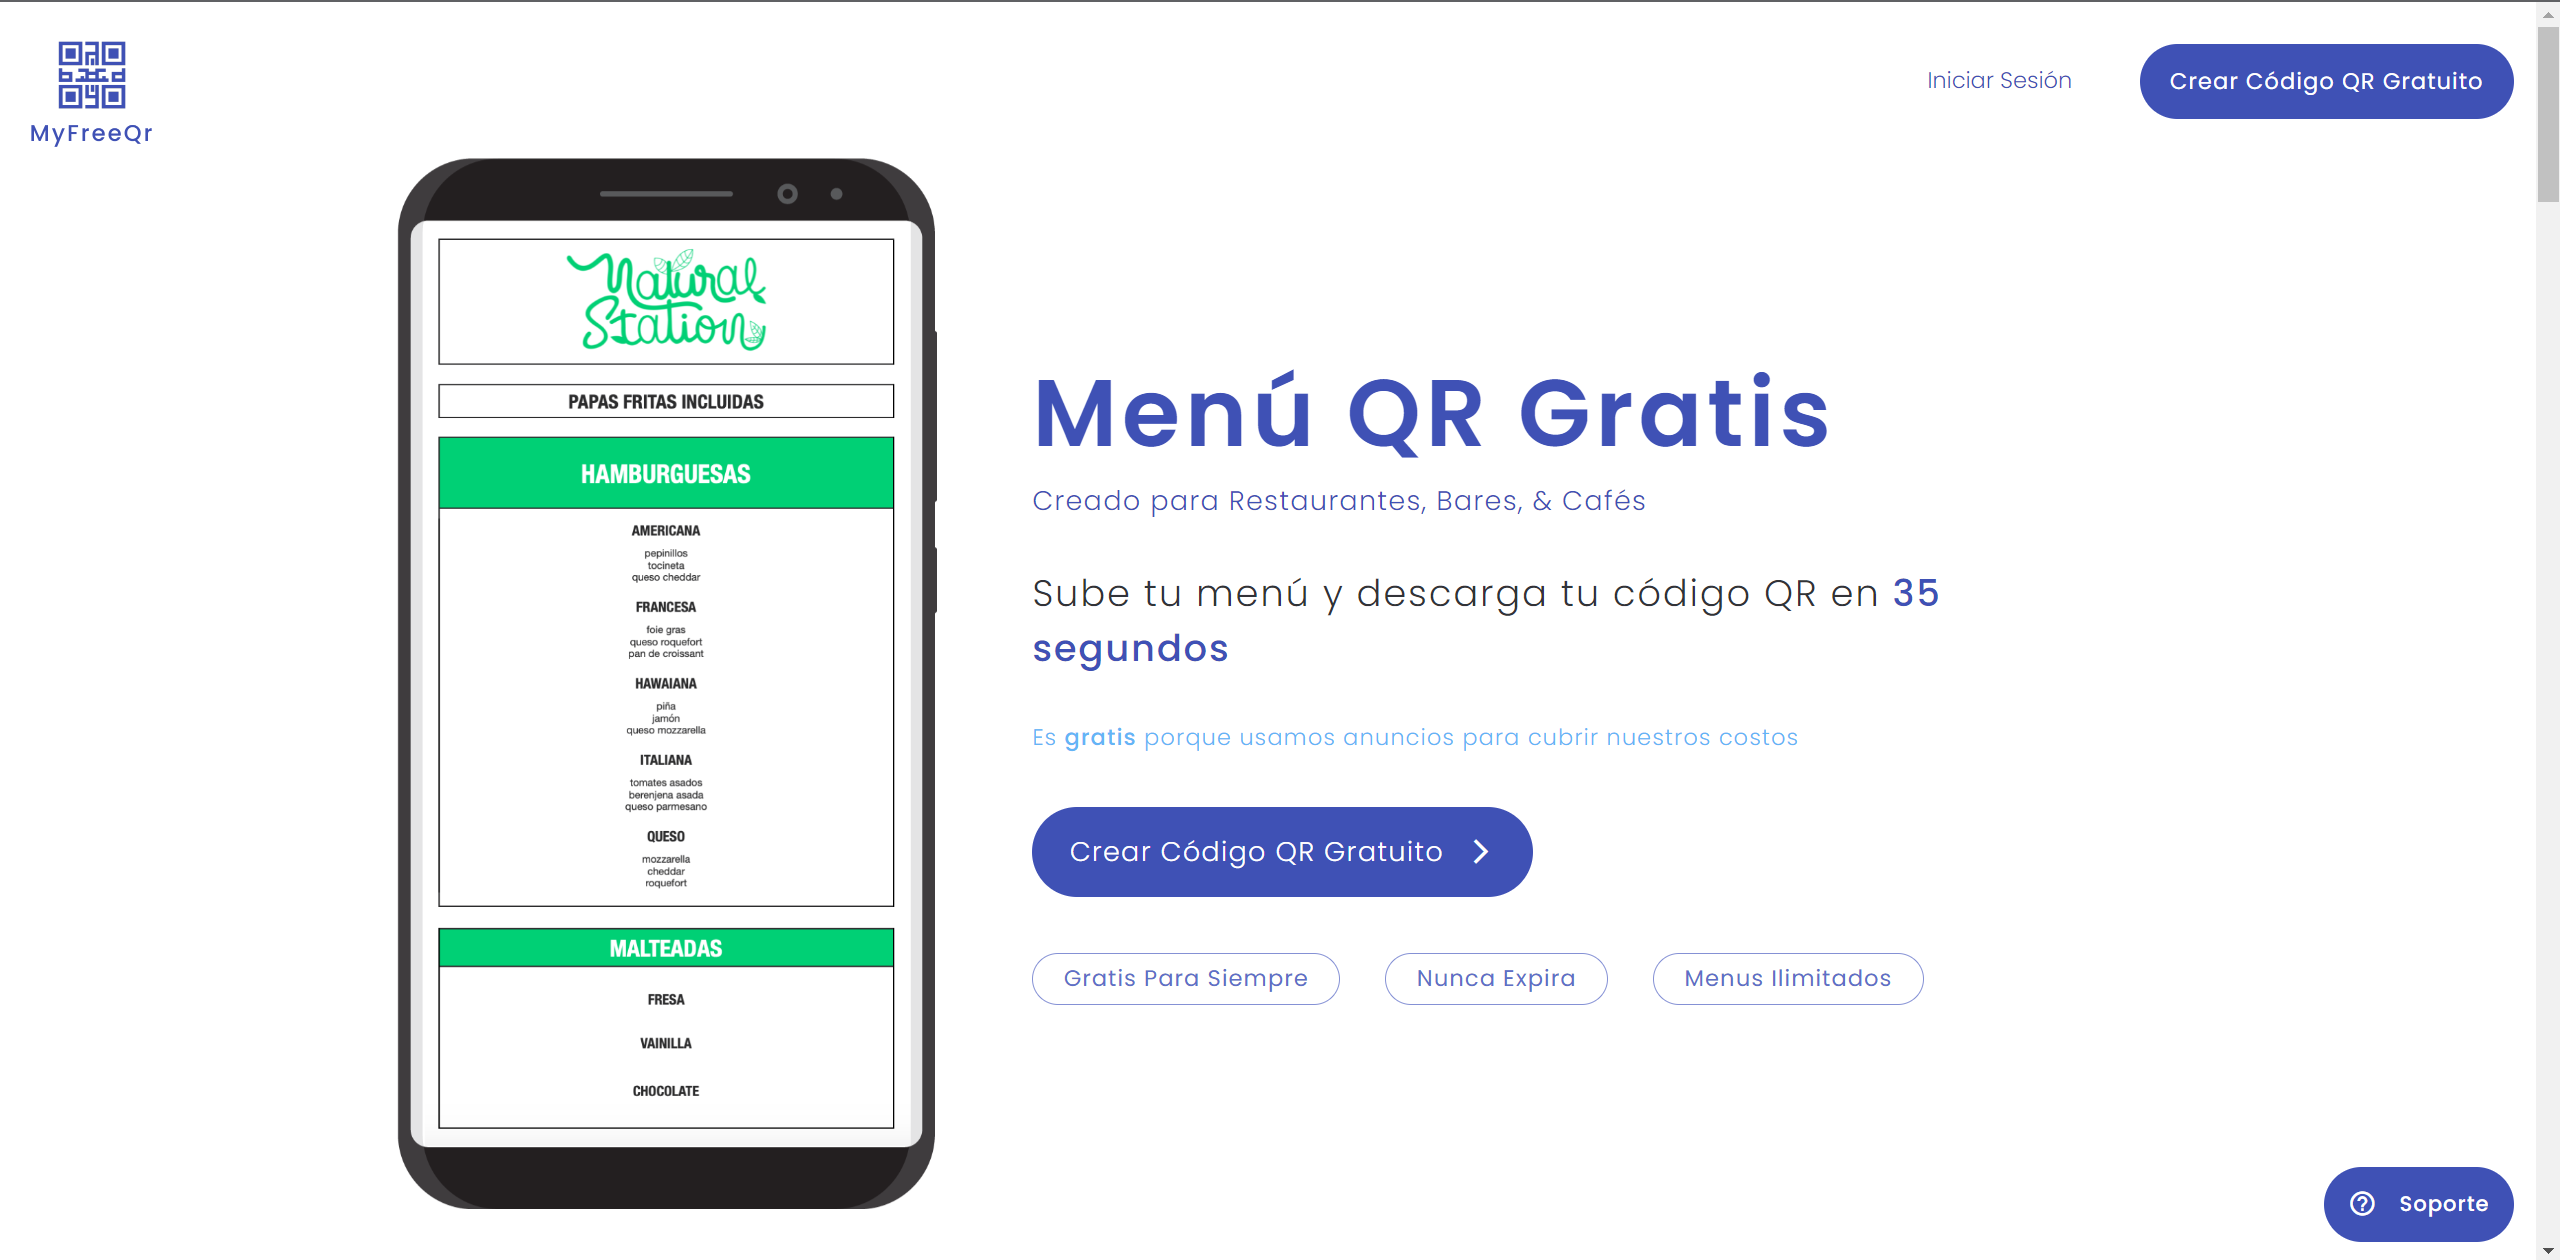 MyFreeQr
Iniciar Sesión
Crear Código QR Gratuito
Natural
Station
PAPAS FRITAS INCLUIDAS
HAMBURGUESAS
AMERICANA
pepinillos
tocineta
queso cheddar
FRANCESA
foie gras
queso roquefort
pan de croissant
HAWAIANA
piña
jamón
queso mozzarella
ITALIANA
tomates asados
berenjena asada
queso parmesano
QUESO
mozzarella
cheddar
roquefort
MALTEADAS
FRESA
VAINILLA
CHOCOLATE
Menú QR Gratis
Creado para Restaurantes, Bares, & Cafés
Sube tu menú y descarga tu código QR en 35
segundos
Es gratis porque usamos anuncios para cubrir nuestros costos
Crear Código QR Gratuito
Gratis Para Siempre
Nunca Expira
Menus Ilimitados
Soporte